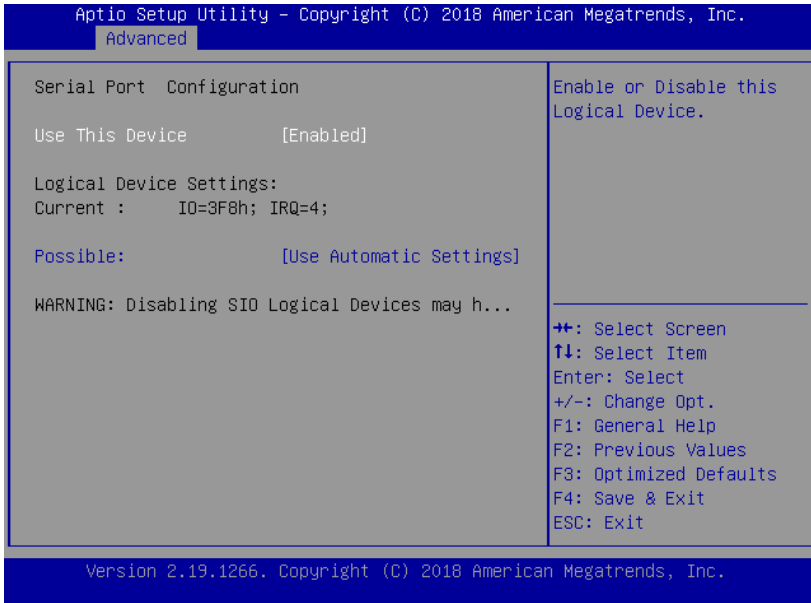 Aptio Setup Utility – Copyright (C) 2018 American Megatrends, Inc.
Advanced
Serial Port Configuration
Use This Device [Enabled]
Logical Device Settings:
Current : IO=3F8h; IRQ=4;
Possible: [Use Automatic Settings]
WARNING: Disabling SIO Logical Devices may h...
Enable or Disable this
Logical Device.
→←: Select Screen
↑↓: Select Item
Enter: Select
+/-: Change Opt.
F1: General Help
F2: Previous Values
F3: Optimized Defaults
F4: Save & Exit
ESC: Exit
Version 2.19.1266. Copyright (C) 2018 American Megatrends, Inc.